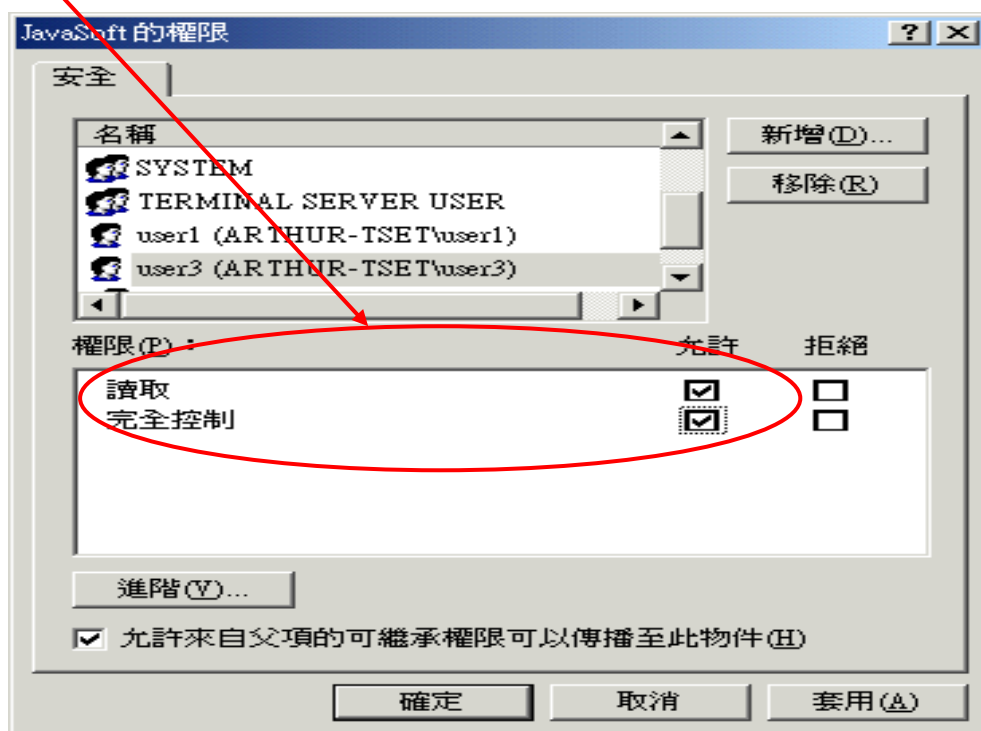 JavaSoft 的權限
安全
名稱
SYSTEM
TERMINAL SERVER USER
user1 (ARTHUR-TSET\user1)
user3 (ARTHUR-TSET\user3)
新增(D)...
移除(R)
權限(P)： 允許 拒絕
讀取
完全控制
進階(V)...
允許來自父項的可繼承權限可以傳播至此物件(H)
確定 取消 套用(A)